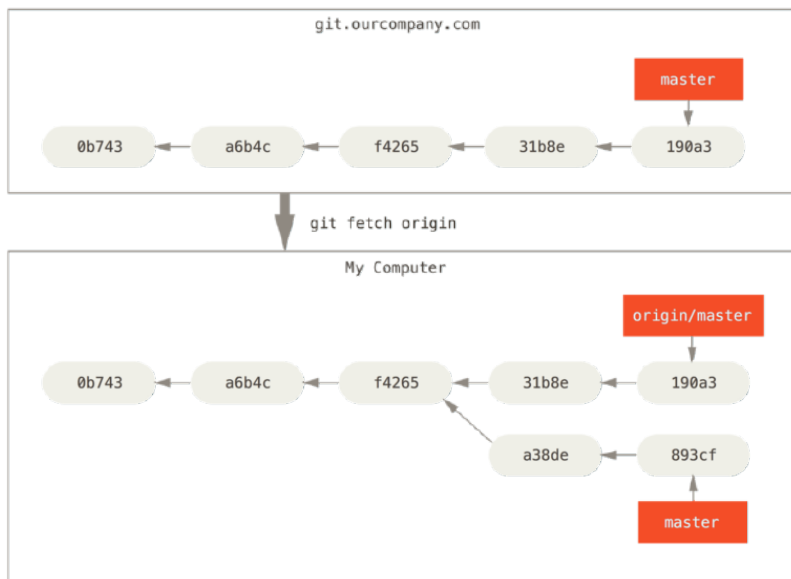 git.ourcompany.com
master
0b743 a6b4c f4265 31b8e 190a3
git fetch origin
My Computer
origin/master
0b743 a6b4c f4265 31b8e 190a3
a38de 893cf
master